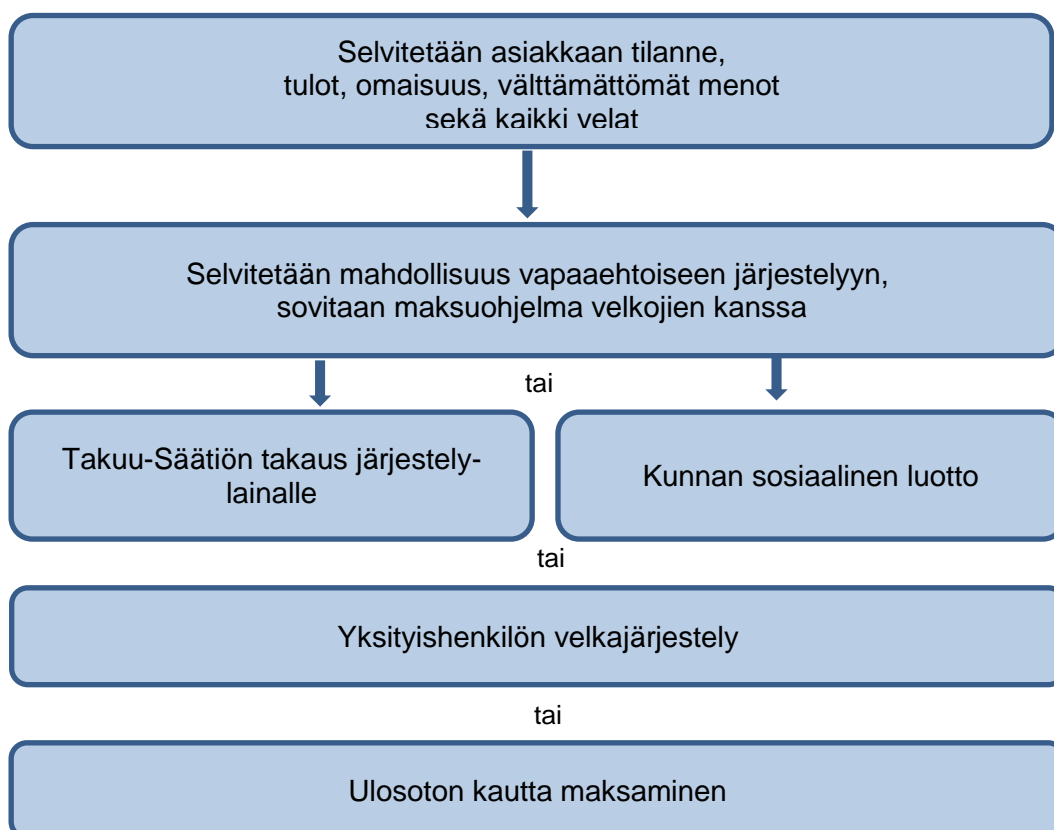 Selvitetään asiakkaan tilanne,
tulot, omaisuus, välttämättömät menot
sekä kaikki velat
Selvitetään mahdollisuus vapaaehtoiseen järjestelyyn,
sovitaan maksuohjelma velkojien kanssa
tai
Takuu-Säätiön takaus järjestely-
lainalle
Kunnan sosiaalinen luotto
tai
Yksityishenkilön velkajärjestely
tai
Ulosoton kautta maksaminen